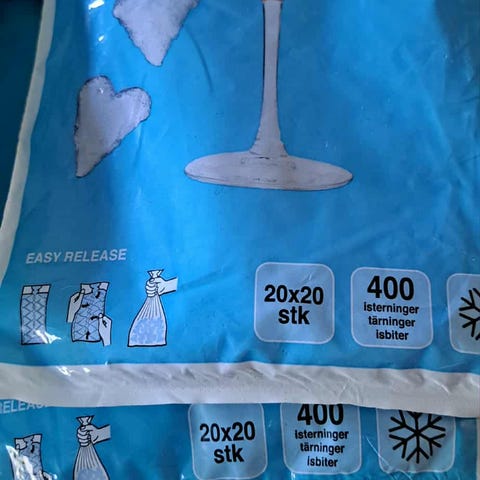 EASY RELEASE
20x20
stk
400
isterninger
tärninger
isbiter
RELEASE
20x20
stk
400
isterninger
tärninger
isbiter